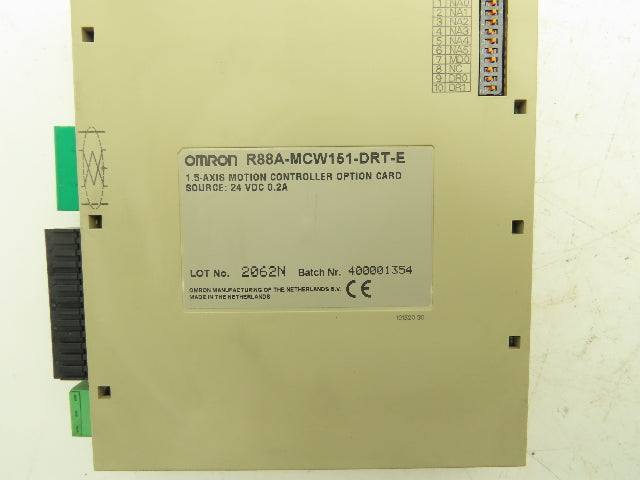 1 NA0
2 NA1
3 NA2
4 NA3
5 NA4
6 NA5
7 MD0
8 NC
9 DR0
10 DR1
OMRON R88A-MCW151-DRT-E
1.5-AXIS MOTION CONTROLLER OPTION CARD
SOURCE: 24 VDC 0.2A
LOT No. 2062N Batch Nr. 400001354
OMRON MANUFACTURING OF THE NETHERLANDS B.V. CE
MADE IN THE NETHERLANDS